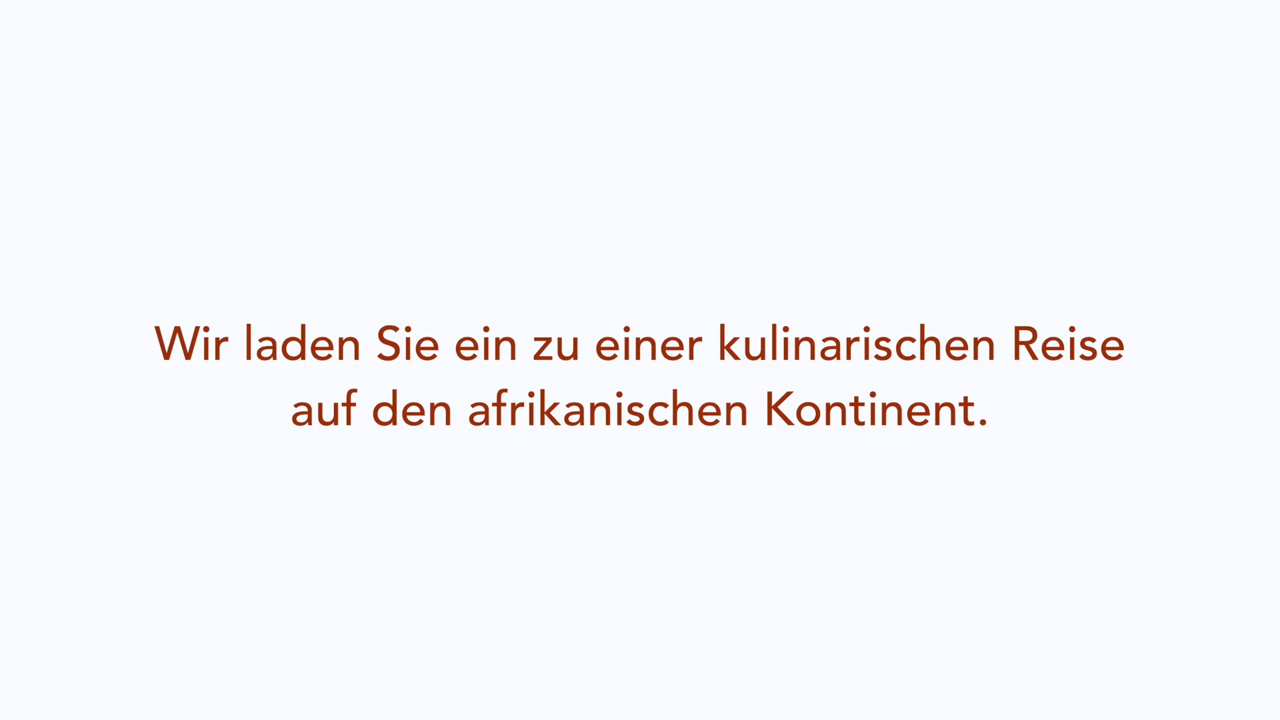 Wir laden Sie ein zu einer kulinarischen Reise
auf den afrikanischen Kontinent.